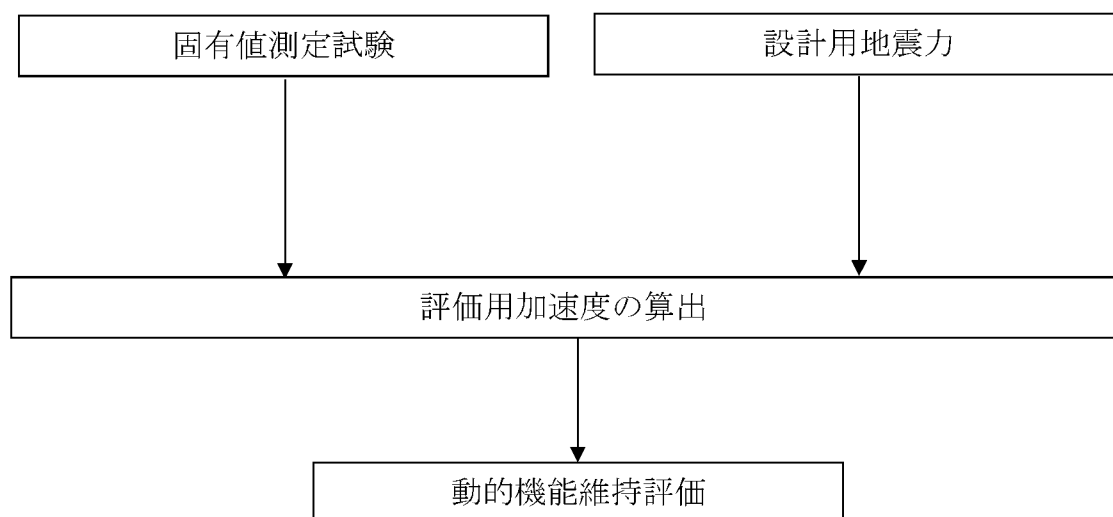 固有値測定試験
設計用地震力
評価用加速度の算出
動的機能維持評価